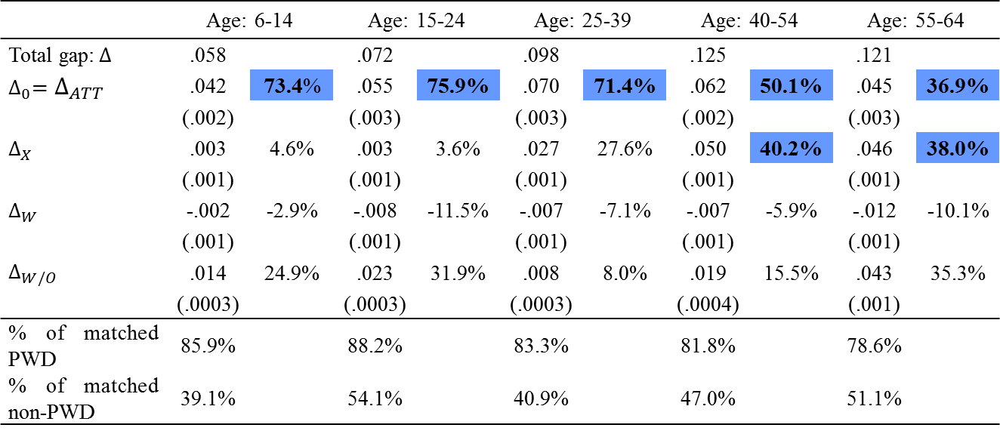 Age: 6-14 Age: 15-24 Age: 25-39 Age: 40-54 Age: 55-64
Total gap: Δ .058 .072 .098 .125 .121
Δ₀ = Δ_ATT .042 73.4% .055 75.9% .070 71.4% .062 50.1% .045 36.9%
(.002) (.003) (.003) (.002) (.003)
Δ_X .003 4.6% .003 3.6% .027 27.6% .050 40.2% .046 38.0%
(.001) (.001) (.001) (.001) (.001)
Δ_W -.002 -2.9% -.008 -11.5% -.007 -7.1% -.007 -5.9% -.012 -10.1%
(.001) (.001) (.001) (.001) (.001)
Δ_W/O .014 24.9% .023 31.9% .008 8.0% .019 15.5% .043 35.3%
(.0003) (.0003) (.0003) (.0004) (.001)
% of matched
PWD 85.9% 88.2% 83.3% 81.8% 78.6%
% of matched
non-PWD 39.1% 54.1% 40.9% 47.0% 51.1%